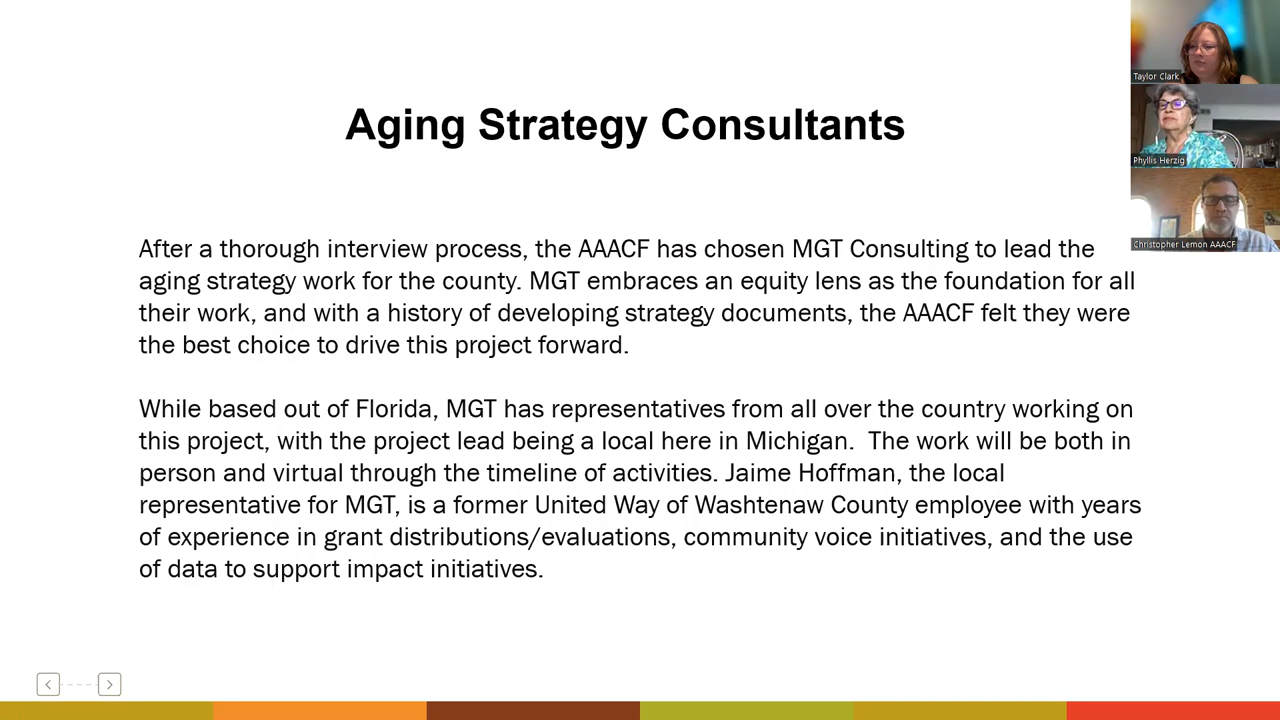 Aging Strategy Consultants
After a thorough interview process, the AAACF has chosen MGT Consulting to lead the
aging strategy work for the county. MGT embraces an equity lens as the foundation for all
their work, and with a history of developing strategy documents, the AAACF felt they were
the best choice to drive this project forward.
While based out of Florida, MGT has representatives from all over the country working on
this project, with the project lead being a local here in Michigan.  The work will be both in
person and virtual through the timeline of activities. Jaime Hoffman, the local
representative for MGT, is a former United Way of Washtenaw County employee with years
of experience in grant distributions/evaluations, community voice initiatives, and the use
of data to support impact initiatives.
Taylor Clark
Phyllis Herzig
Christopher Lemon AAACF